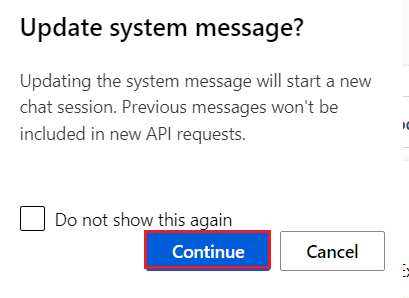 Update system message?
Updating the system message will start a new
chat session. Previous messages won't be
included in new API requests.
Do not show this again
Continue
Cancel